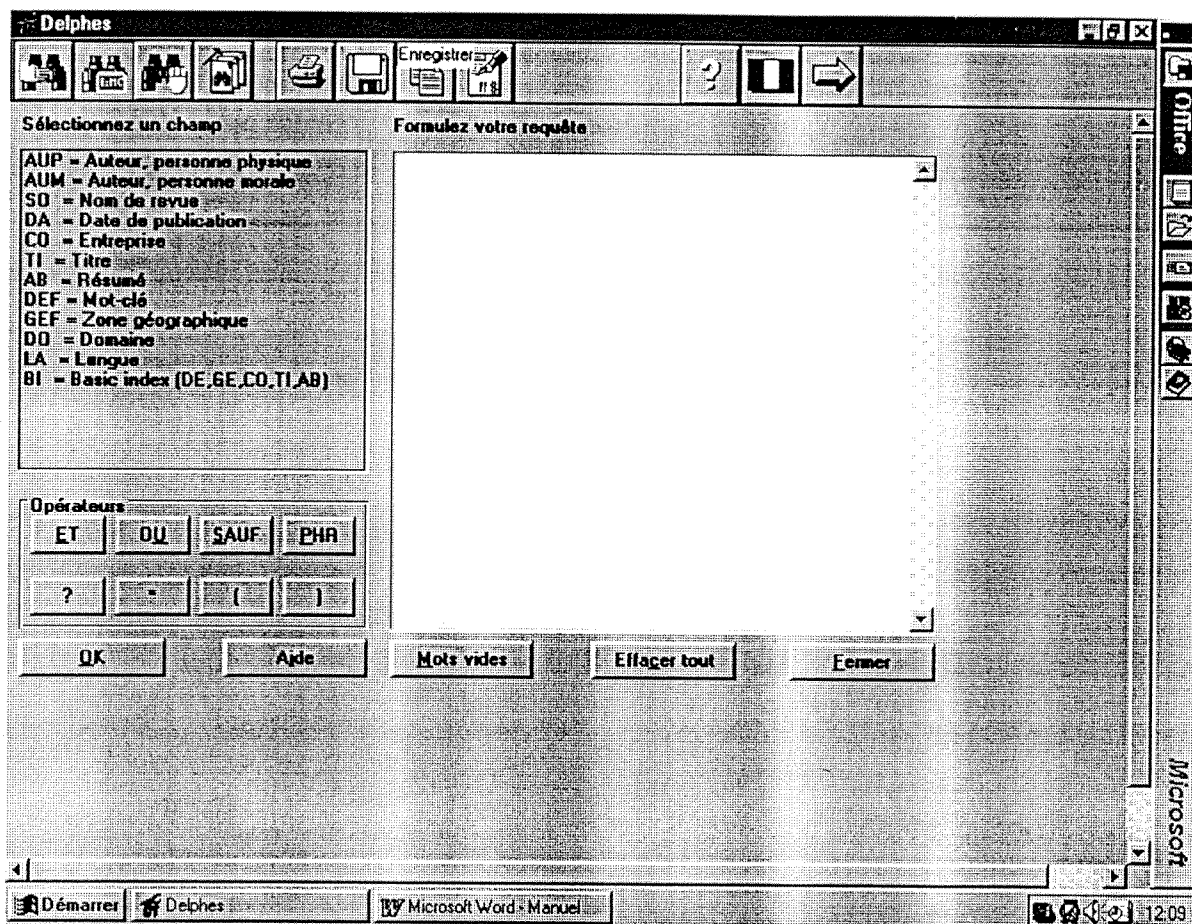 Delphes
Enregistrer
Office
Sélectionnez un champ
Formulez votre requête
AUP = Auteur, personne physique
AUM = Auteur, personne morale
SO = Nom de revue
DA = Date de publication
CO = Entreprise
TI = Titre
AB = Résumé
DEF = Mot-clé
GEF = Zone géographique
DO = Domaine
LA = Langue
BI = Basic index (DE,GE,CO,TI,AB)
Opérateurs
ET OU SAUF PHR
? " ( )
OK Aide Mots vides Effacer tout Fermer
Microsoft
Démarrer Delphes Microsoft Word - Manuel 12:09